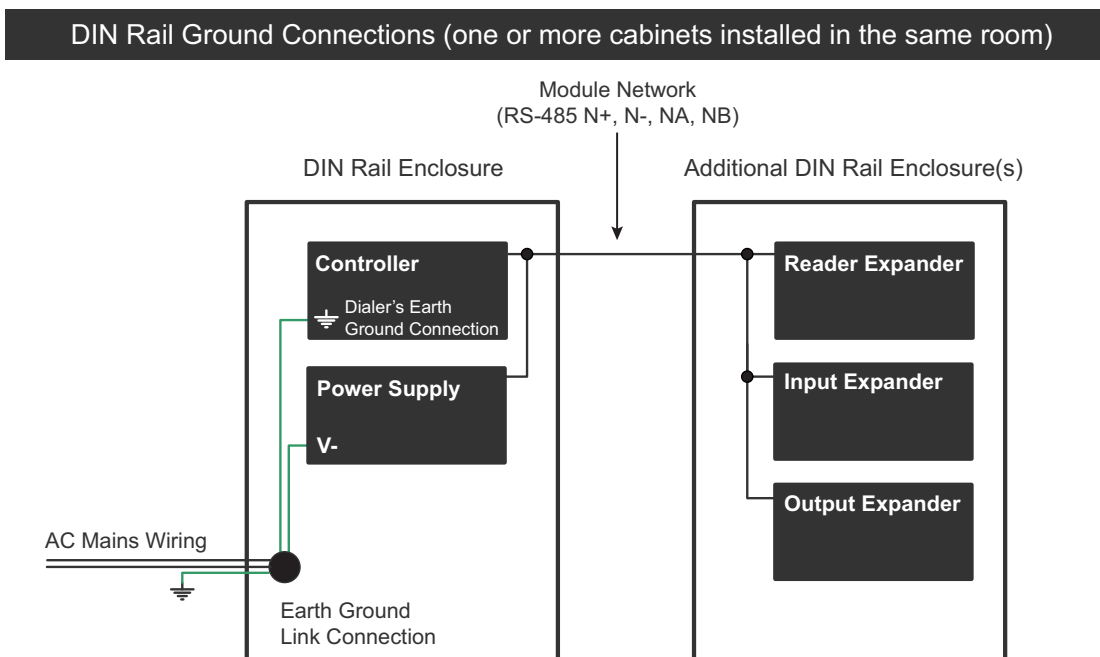 DIN Rail Ground Connections (one or more cabinets installed in the same room)
Module Network
(RS-485 N+, N-, NA, NB)
DIN Rail Enclosure
Additional DIN Rail Enclosure(s)
Controller
Dialer's Earth
Ground Connection
Power Supply
V-
Reader Expander
Input Expander
Output Expander
AC Mains Wiring
Earth Ground
Link Connection